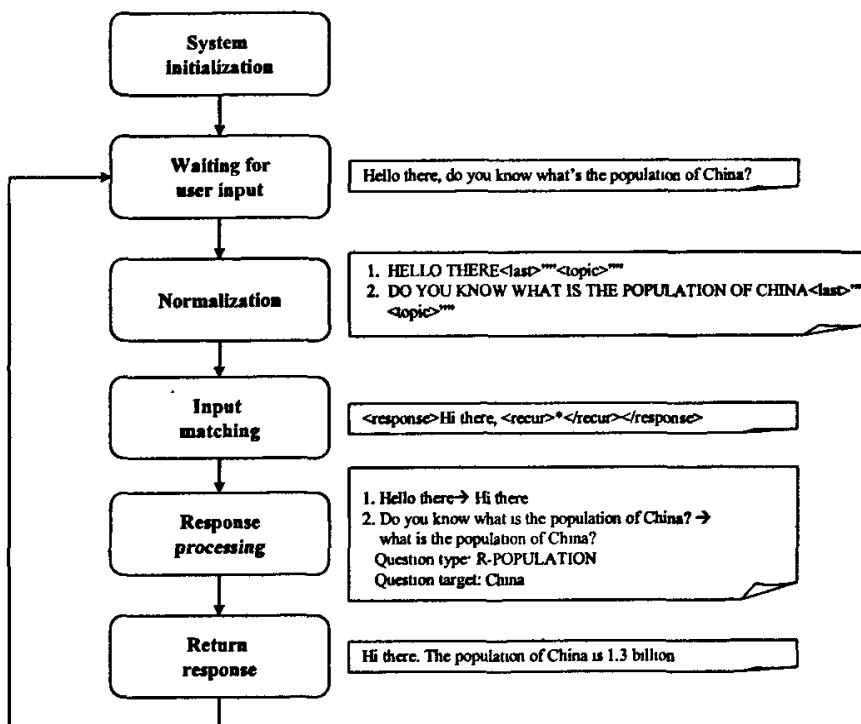 System
initialization
Waiting for
user input
Hello there, do you know what's the population of China?
Normalization
1. HELLO THERE<last>""<topic>""
2. DO YOU KNOW WHAT IS THE POPULATION OF CHINA<last>""
<topic>""
Input
matching
<response>Hi there, <recur>*</recur></response>
Response
processing
1. Hello there→ Hi there
2. Do you know what is the population of China? →
what is the population of China?
Question type: R-POPULATION
Question target: China
Return
response
Hi there. The population of China is 1.3 billion